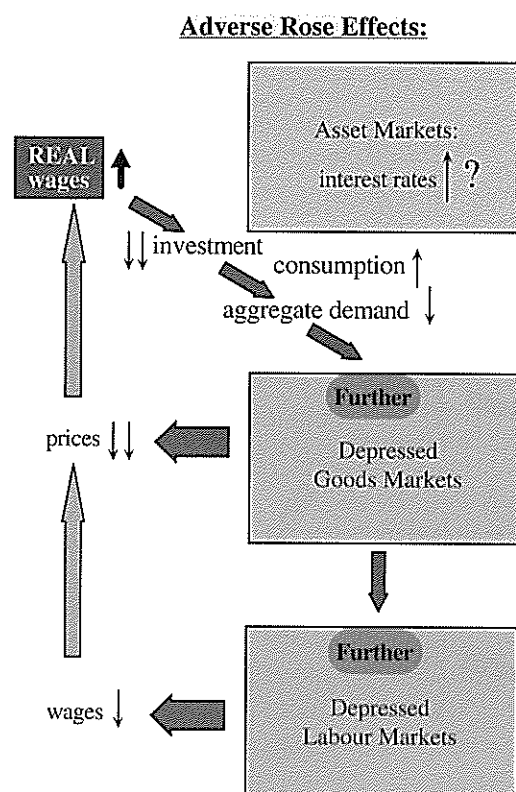 Adverse Rose Effects:
Asset Markets:
interest rates ↑ ?
REAL
wages ↑
↓↓ investment
consumption ↑
aggregate demand ↓
Further
Depressed
Goods Markets
prices ↓↓
Further
Depressed
Labour Markets
wages ↓